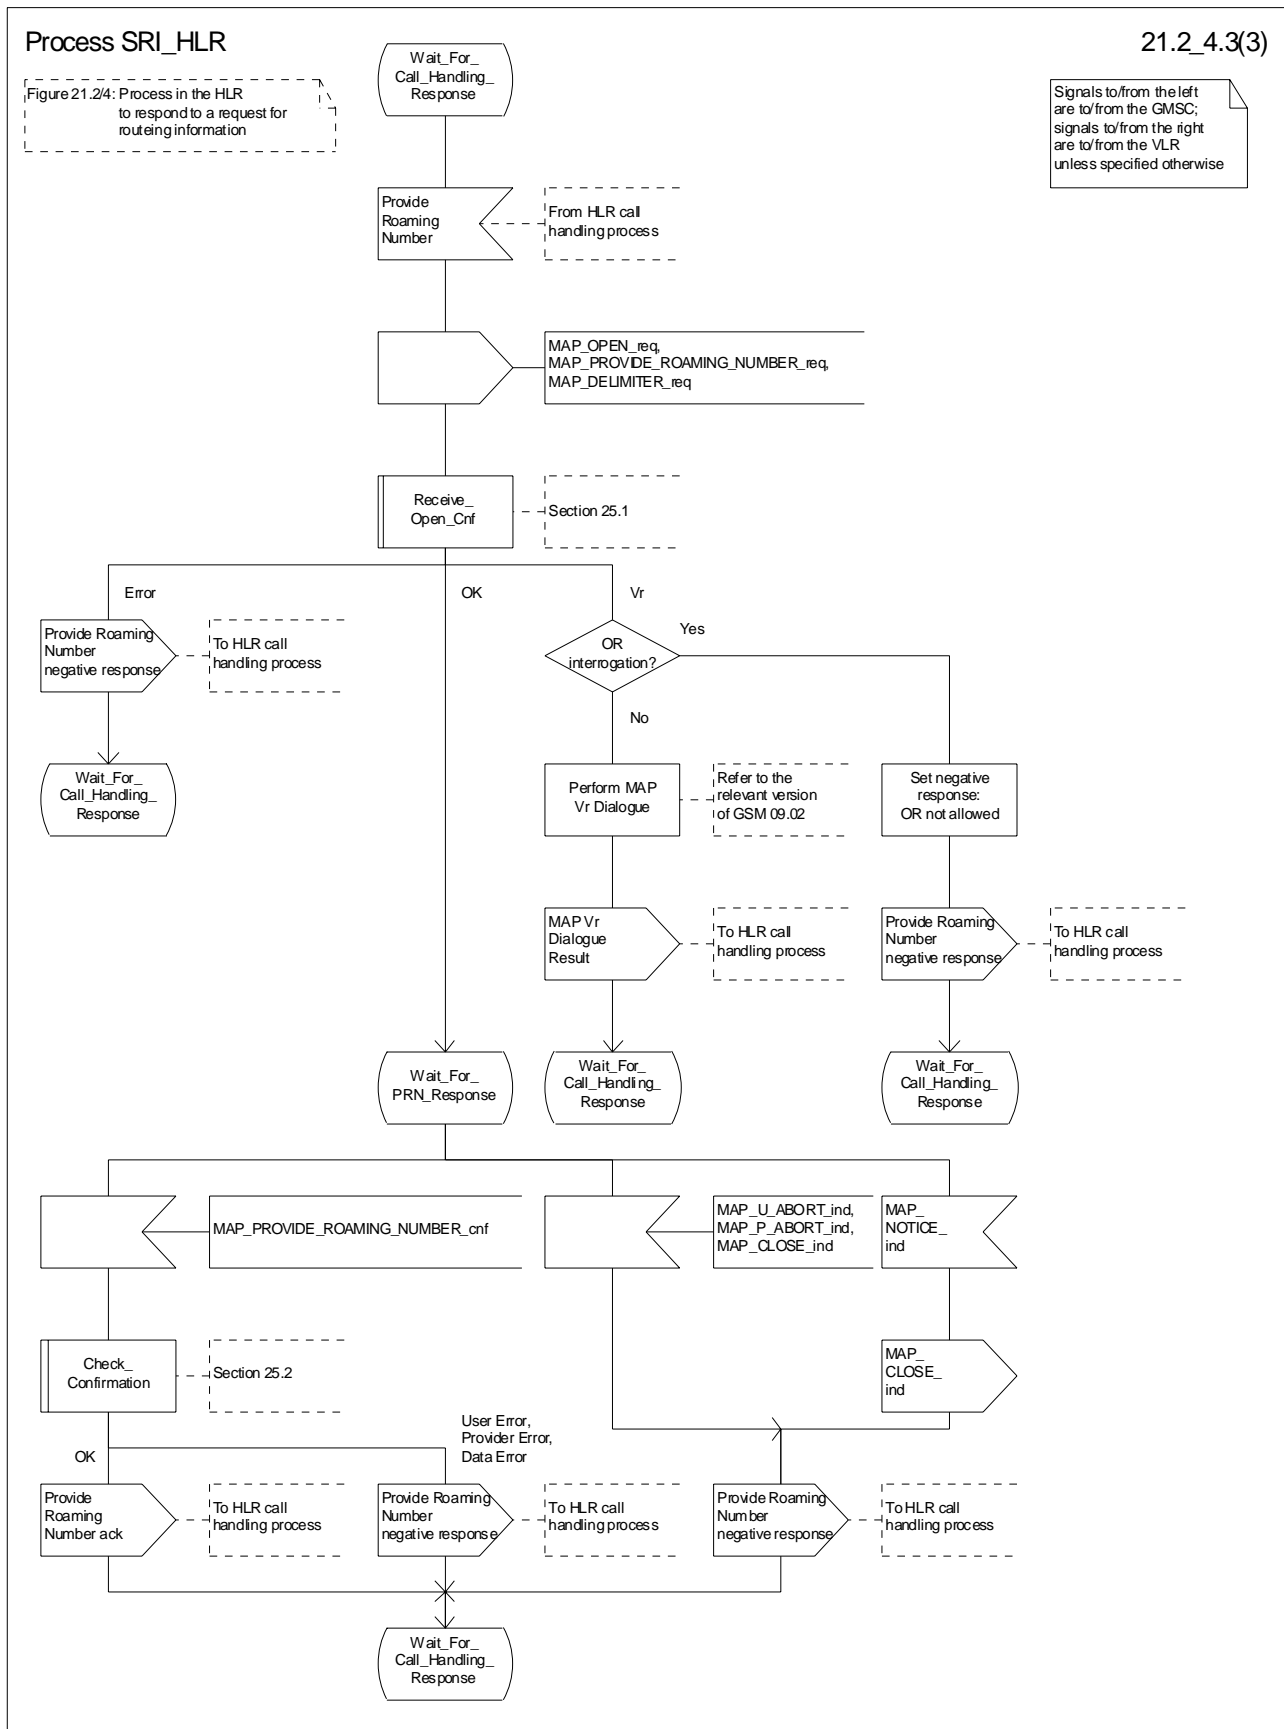 Process SRI_HLR
21.2_4.3(3)
Figure 21.2/4: Process in the HLR
to respond to a request for
routeing information
Signals to/from the left
are to/from the GMSC;
signals to/from the right
are to/from the VLR
unless specified otherwise
Wait_For_
Call_Handling_
Response
Provide
Roaming
Number
From HLR call
handling process
MAP_OPEN_req,
MAP_PROVIDE_ROAMING_NUMBER_req,
MAP_DELIMITER_req
Receive_
Open_Cnf
Section 25.1
Error
OK
Vr
Provide Roaming
Number
negative response
To HLR call
handling process
OR
interrogation?
Yes
No
Wait_For_
Call_Handling_
Response
Perform MAP
Vr Dialogue
Refer to the
relevant version
of GSM 09.02
Set negative
response:
OR not allowed
MAP Vr
Dialogue
Result
To HLR call
handling process
Provide Roaming
Number
negative response
To HLR call
handling process
Wait_For_
PRN_Response
Wait_For_
Call_Handling_
Response
Wait_For_
Call_Handling_
Response
MAP_PROVIDE_ROAMING_NUMBER_cnf
MAP_U_ABORT_ind,
MAP_P_ABORT_ind,
MAP_CLOSE_ind
MAP_
NOTICE_
ind
Check_
Confirmation
Section 25.2
MAP_
CLOSE_
ind
OK
User Error,
Provider Error,
Data Error
Provide
Roaming
Number ack
To HLR call
handling process
Provide Roaming
Number
negative response
To HLR call
handling process
Provide Roaming
Number
negative response
To HLR call
handling process
Wait_For_
Call_Handling_
Response